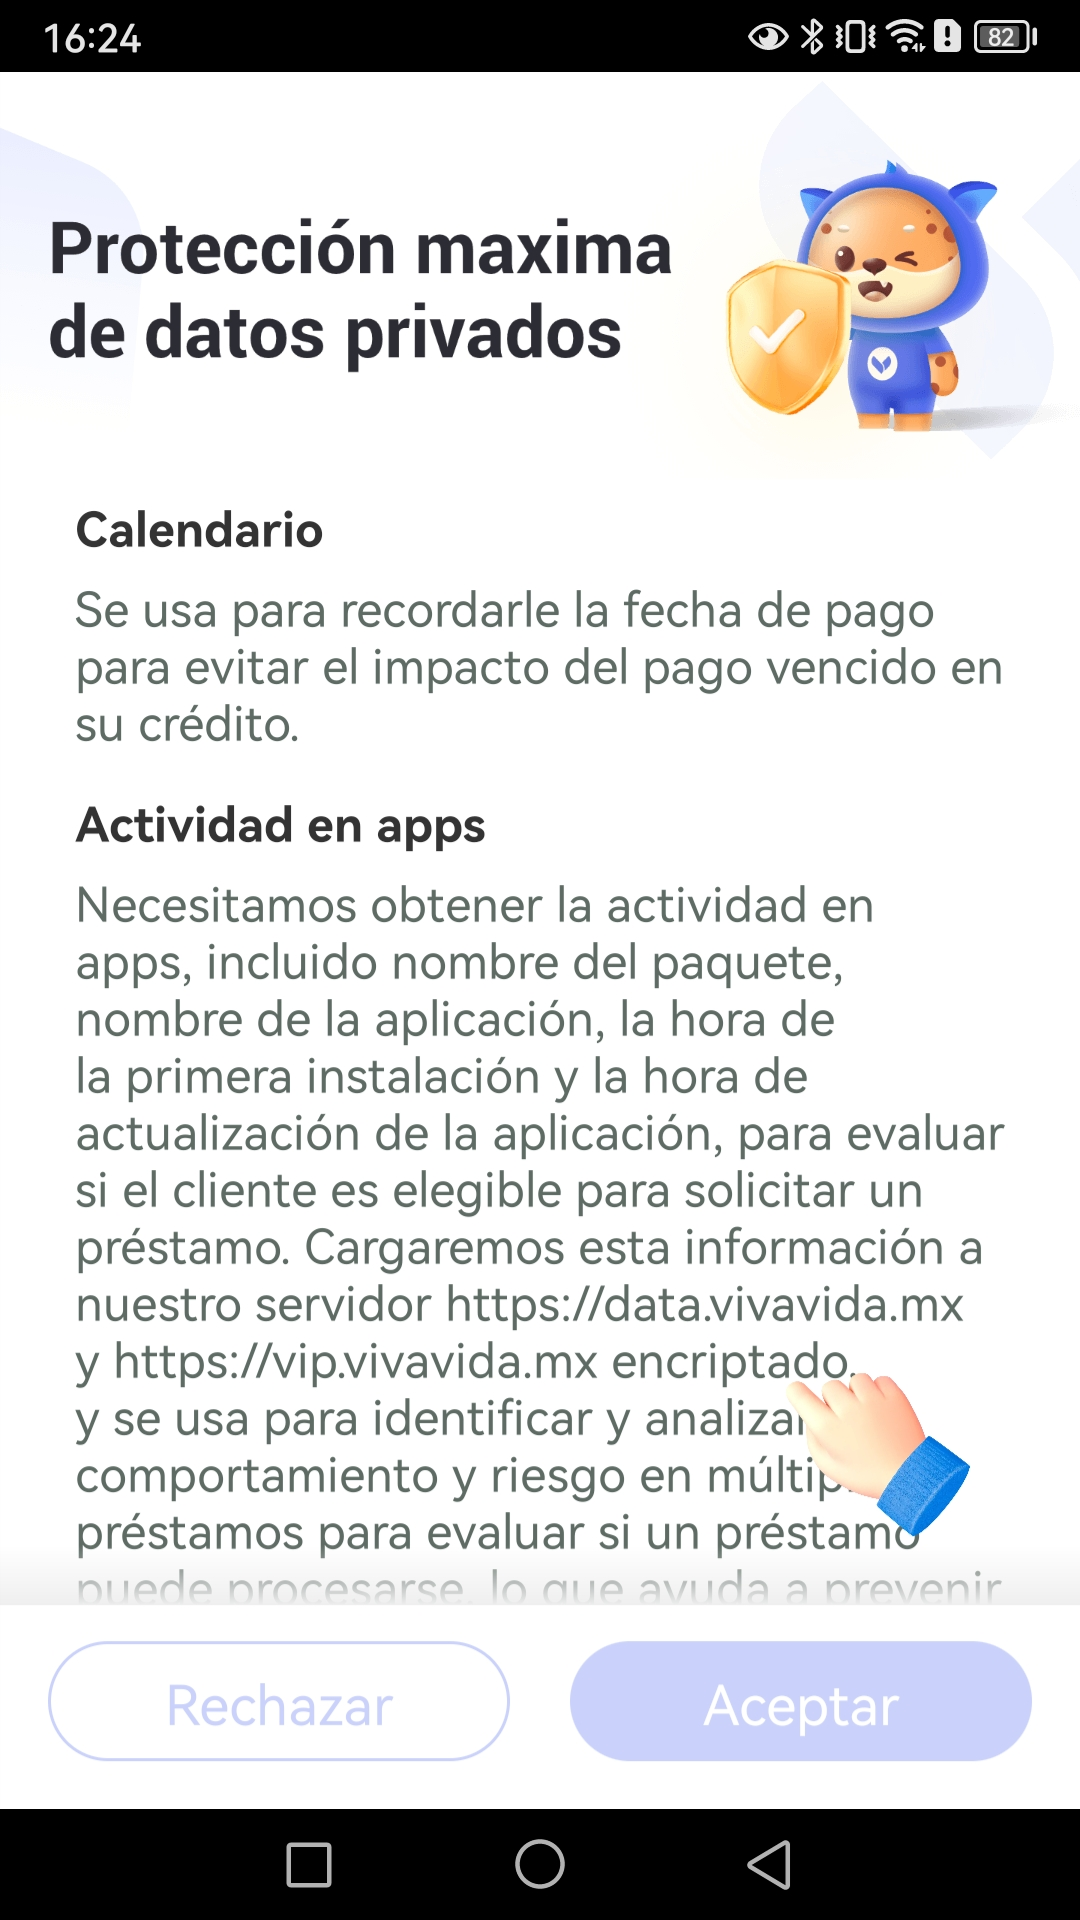 16:24
82
Protección maxima
de datos privados
Calendario
Se usa para recordarle la fecha de pago
para evitar el impacto del pago vencido en
su crédito.
Actividad en apps
Necesitamos obtener la actividad en
apps, incluido nombre del paquete,
nombre de la aplicación, la hora de
la primera instalación y la hora de
actualización de la aplicación, para evaluar
si el cliente es elegible para solicitar un
préstamo. Cargaremos esta información a
nuestro servidor https://data.vivavida.mx
y https://vip.vivavida.mx encriptado,
y se usa para identificar y analizar
comportamiento y riesgo en
préstamos para evaluar si un préstamo
puede procesarse, lo que ayuda a prevenir
Rechazar
Aceptar